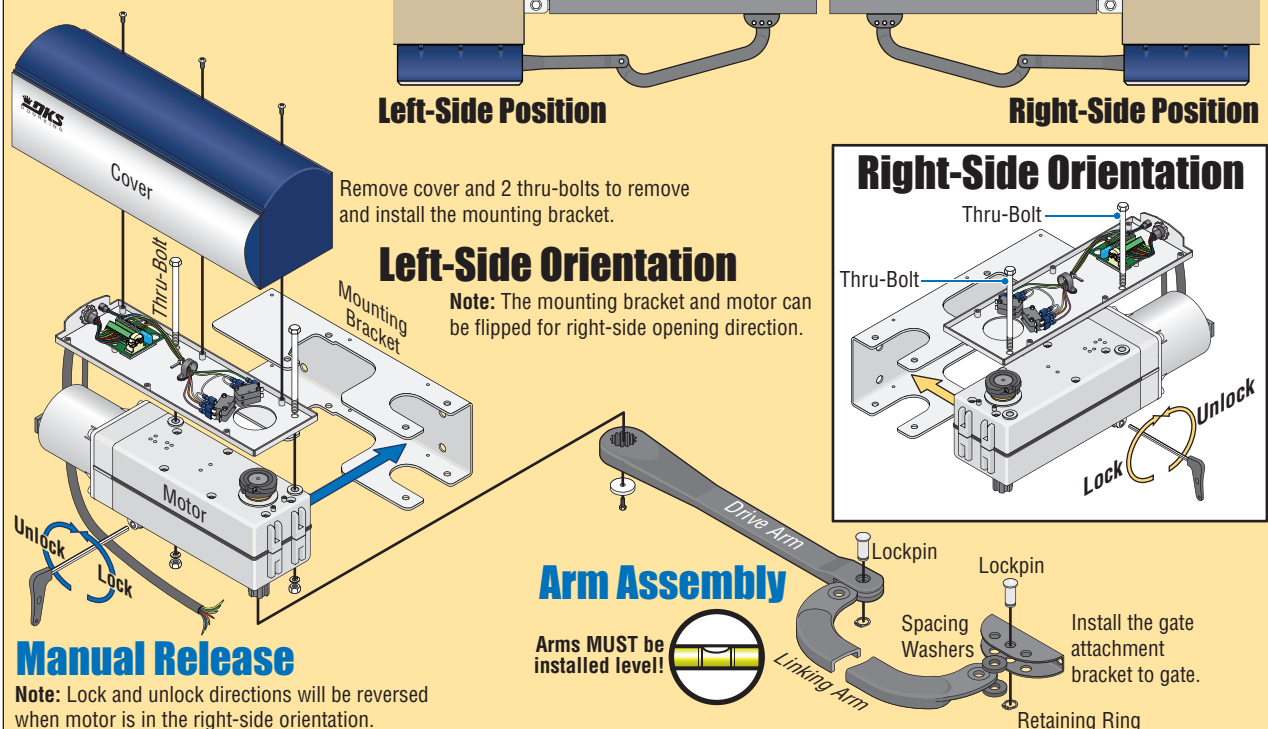 Left-Side Position
Right-Side Position
DKS
DOORKING
Cover
Remove cover and 2 thru-bolts to remove
and install the mounting bracket.
Left-Side Orientation
Note: The mounting bracket and motor can
be flipped for right-side opening direction.
Thru-Bolt
Mounting
Bracket
Motor
Unlock
Lock
Manual Release
Note: Lock and unlock directions will be reversed
when motor is in the right-side orientation.
Right-Side Orientation
Thru-Bolt
Thru-Bolt
Unlock
Lock
Drive Arm
Arm Assembly
Arms MUST be
installed level!
Lockpin
Lockpin
Linking Arm
Spacing
Washers
Install the gate
attachment
bracket to gate.
Retaining Ring